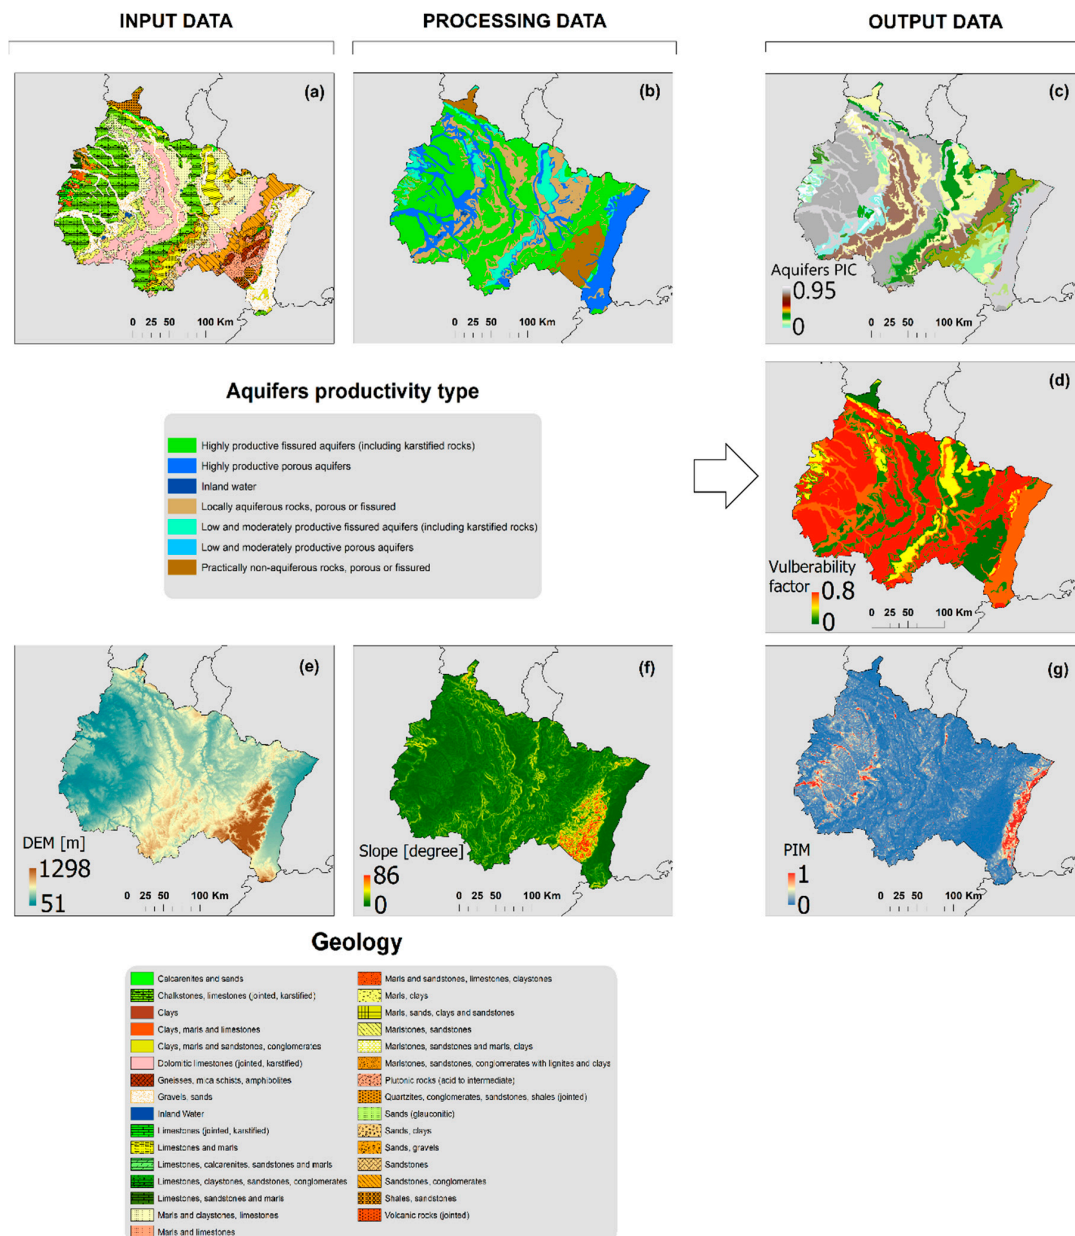 INPUT DATA
PROCESSING DATA
OUTPUT DATA
(a)
0 25 50 100 Km
(b)
0 25 50 100 Km
(c)
Aquifers PIC
0.95
0
0 25 50 100 Km
Aquifers productivity type
Highly productive fissured aquifers (including karstified rocks)
Highly productive porous aquifers
Inland water
Locally aquiferous rocks, porous or fissured
Low and moderately productive fissured aquifers (including karstified rocks)
Low and moderately productive porous aquifers
Practically non-aquiferous rocks, porous or fissured
(d)
Vulberability
factor
0.8
0
0 25 50 100 Km
(e)
DEM [m]
1298
51
0 25 50 100 Km
(f)
Slope [degree]
86
0
0 25 50 100 Km
(g)
PIM
1
0
0 25 50 100 Km
Geology
Calcarenites and sands
Chalkstones, limestones (jointed, karstified)
Clays
Clays, marls and limestones
Clays, marls and sandstones, conglomerates
Dolomitic limestones (jointed, karstified)
Gneisses, mica schists, amphibolites
Gravels, sands
Inland Water
Limestones (jointed, karstified)
Limestones and marls
Limestones, calcarenites, sandstones and marls
Limestones, claystones, sandstones, conglomerates
Limestones, sandstones and marls
Marls and claystones, limestones
Marls and limestones
Marls and sandstones, limestones, claystones
Marls, clays
Marls, sands, clays and sandstones
Marlstones, sandstones
Marlstones, sandstones and marls, clays
Marlstones, sandstones, conglomerates with lignites and clays
Plutonic rocks (acid to intermediate)
Quartzites, conglomerates, sandstones, shales (jointed)
Sands (glauconitic)
Sands, clays
Sands, gravels
Sandstones
Sandstones, conglomerates
Shales, sandstones
Volcanic rocks (jointed)